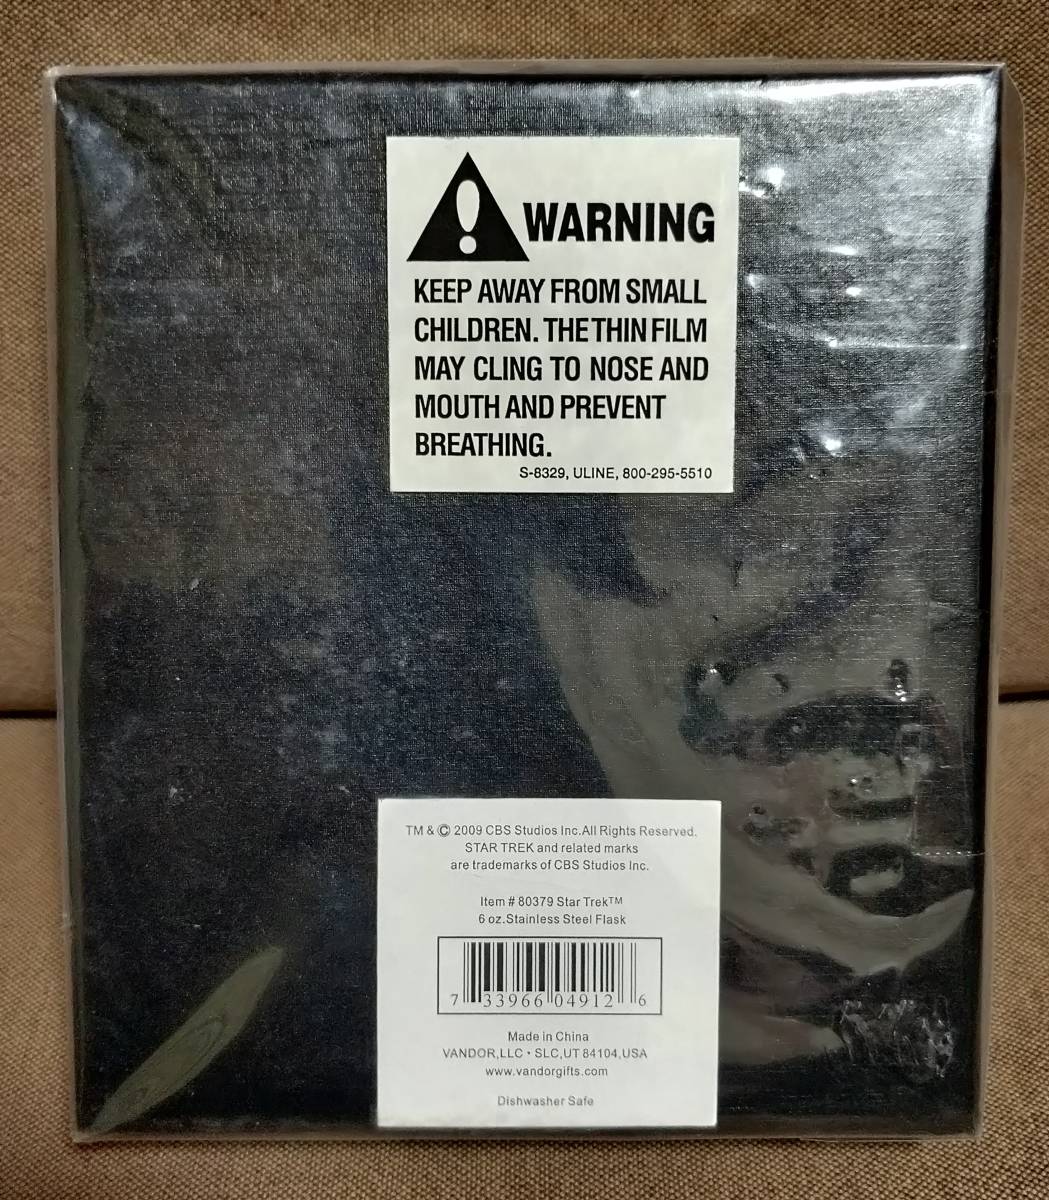 WARNING
KEEP AWAY FROM SMALL
CHILDREN. THE THIN FILM
MAY CLING TO NOSE AND
MOUTH AND PREVENT
BREATHING.
S-8329, ULINE, 800-295-5510
TM & © 2009 CBS Studios Inc.All Rights Reserved.
STAR TREK and related marks
are trademarks of CBS Studios Inc.
Item # 80379 Star Trek™
6 oz.Stainless Steel Flask
7 33966 04912 6
Made in China
VANDOR,LLC • SLC,UT 84104,USA
www.vandorgifts.com
Dishwasher Safe